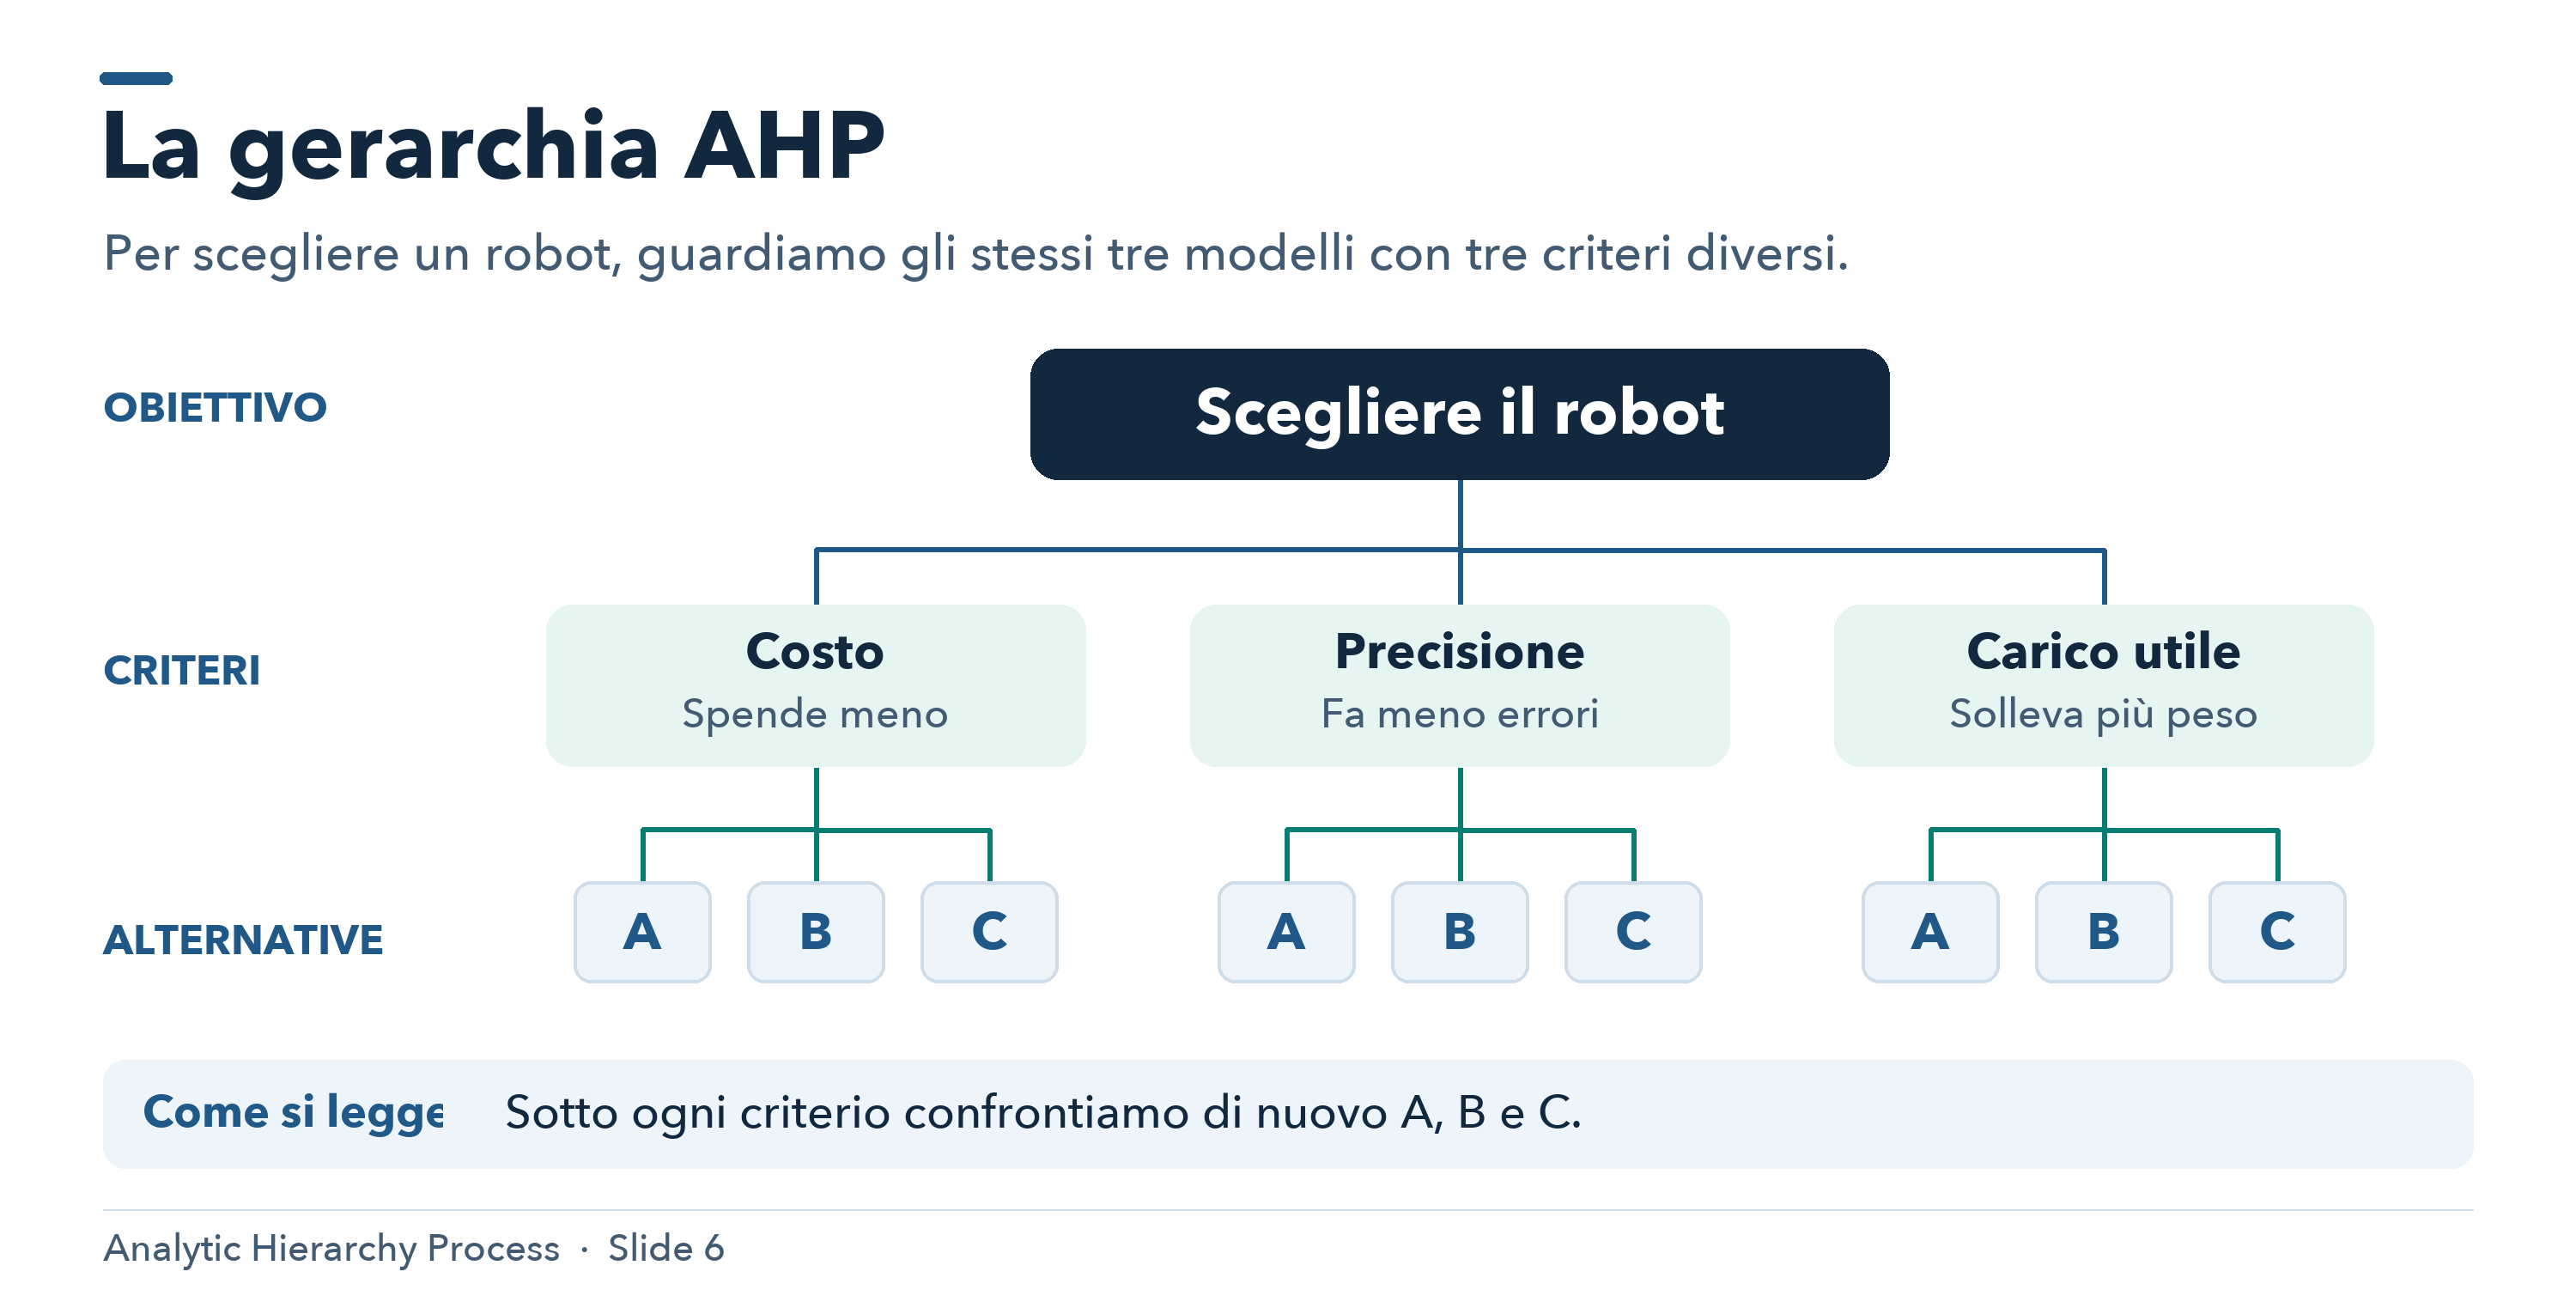 La gerarchia AHP
Per scegliere un robot, guardiamo gli stessi tre modelli con tre criteri diversi.
OBIETTIVO
Scegliere il robot
CRITERI
Costo
Spende meno
Precisione
Fa meno errori
Carico utile
Solleva più peso
ALTERNATIVE
A B C
A B C
A B C
Come si legge Sotto ogni criterio confrontiamo di nuovo A, B e C.
Analytic Hierarchy Process · Slide 6